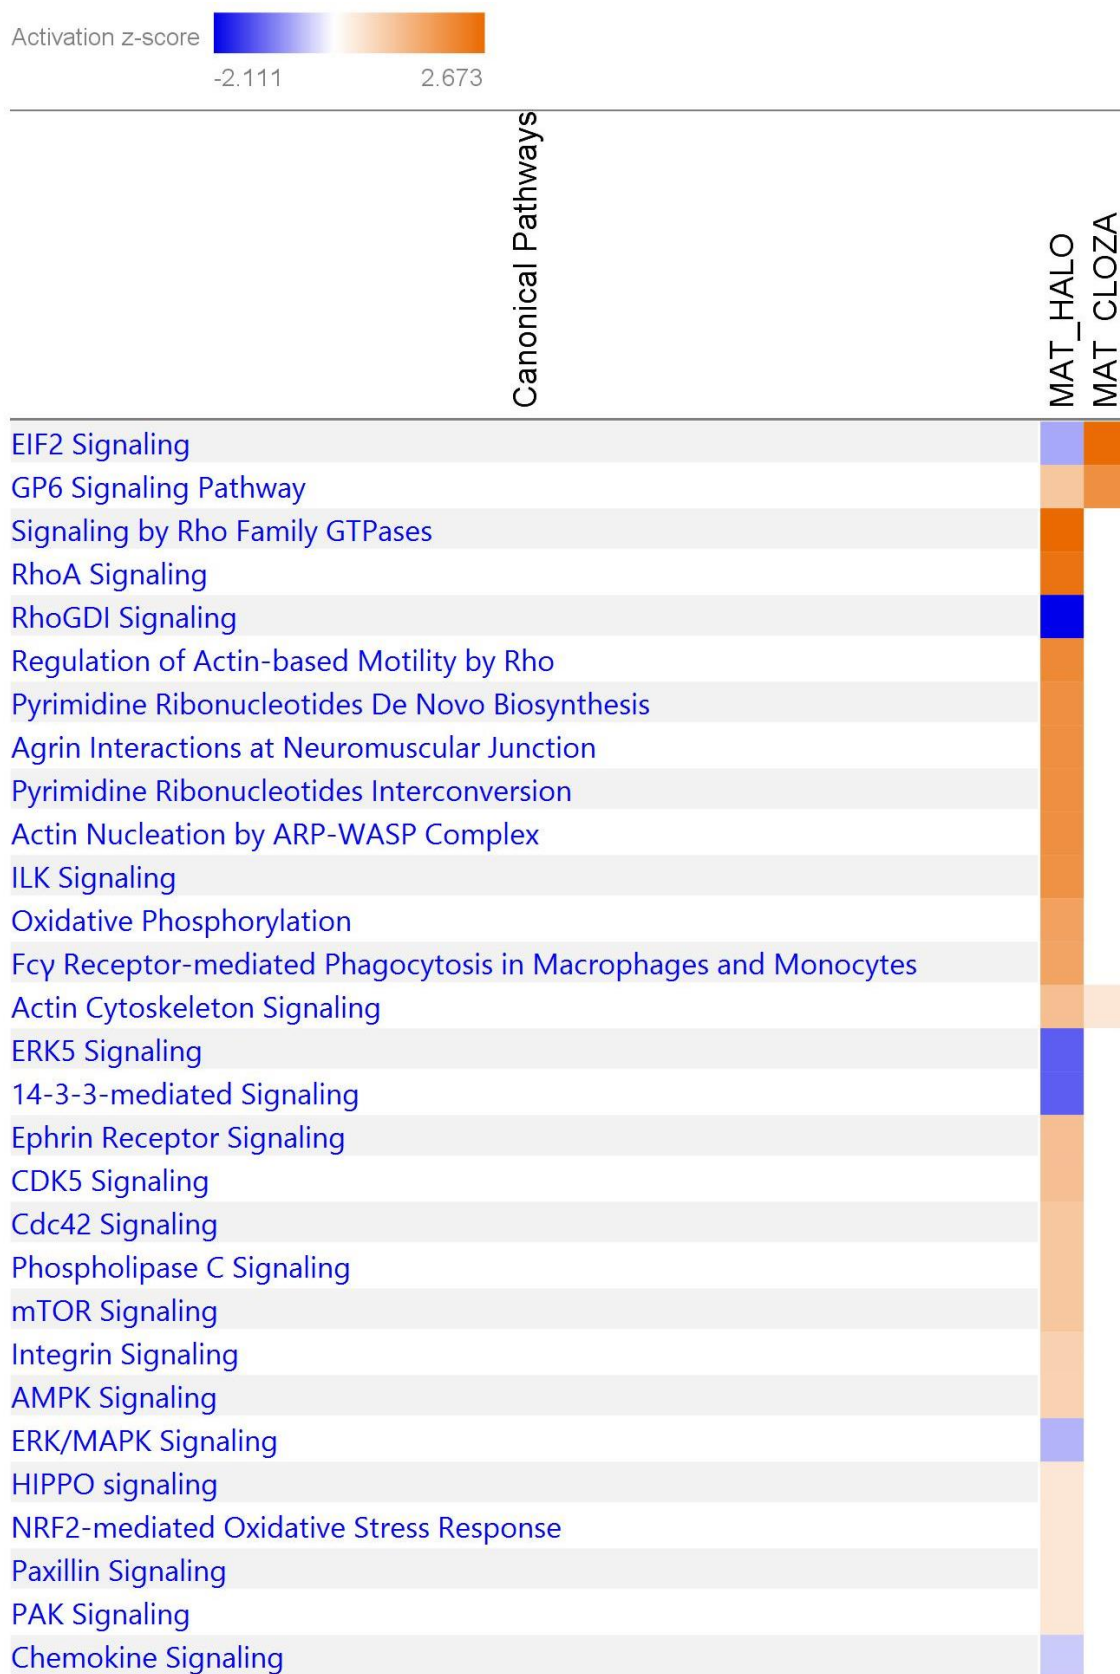 Activation z-score
-2.111 2.673
Canonical Pathways
MAT_HALO
MAT_CLOZA
EIF2 Signaling
GP6 Signaling Pathway
Signaling by Rho Family GTPases
RhoA Signaling
RhoGDI Signaling
Regulation of Actin-based Motility by Rho
Pyrimidine Ribonucleotides De Novo Biosynthesis
Agrin Interactions at Neuromuscular Junction
Pyrimidine Ribonucleotides Interconversion
Actin Nucleation by ARP-WASP Complex
ILK Signaling
Oxidative Phosphorylation
Fcγ Receptor-mediated Phagocytosis in Macrophages and Monocytes
Actin Cytoskeleton Signaling
ERK5 Signaling
14-3-3-mediated Signaling
Ephrin Receptor Signaling
CDK5 Signaling
Cdc42 Signaling
Phospholipase C Signaling
mTOR Signaling
Integrin Signaling
AMPK Signaling
ERK/MAPK Signaling
HIPPO signaling
NRF2-mediated Oxidative Stress Response
Paxillin Signaling
PAK Signaling
Chemokine Signaling